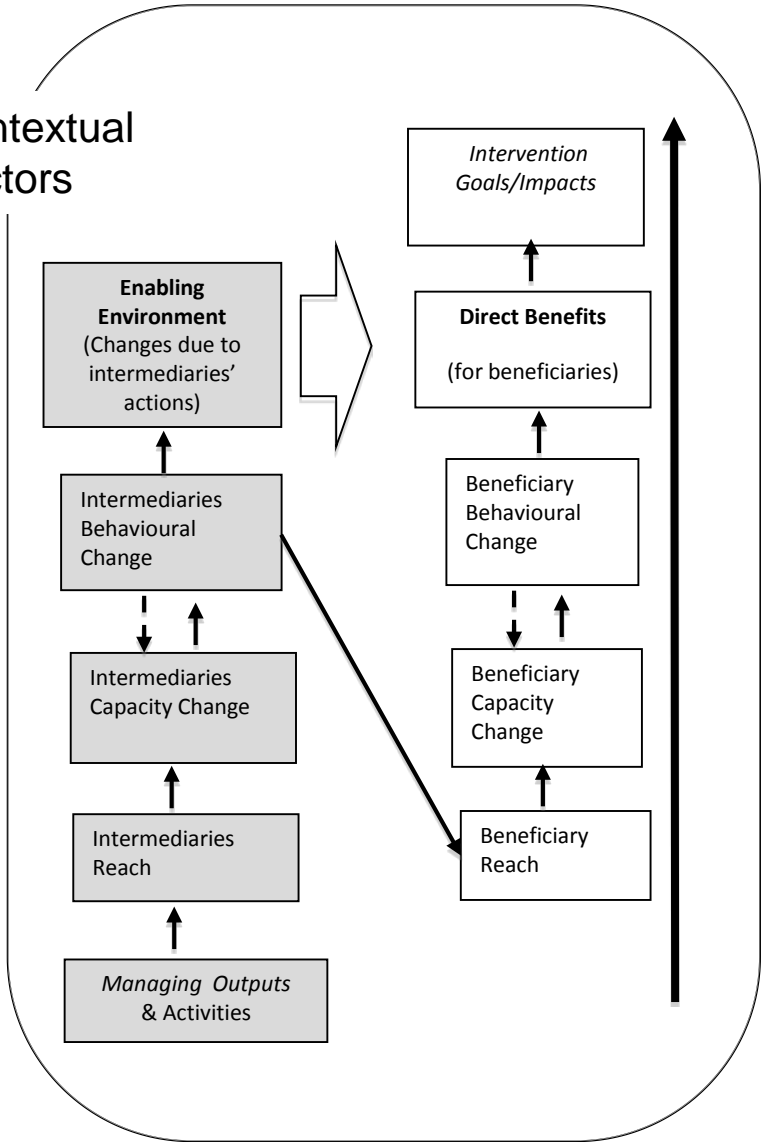 ntextual
ctors
Intervention
Goals/Impacts
Enabling
Environment
(Changes due to
intermediaries’
actions)
Direct Benefits
(for beneficiaries)
Intermediaries
Behavioural
Change
Beneficiary
Behavioural
Change
Intermediaries
Capacity Change
Beneficiary
Capacity
Change
Intermediaries
Reach
Beneficiary
Reach
Managing Outputs
& Activities